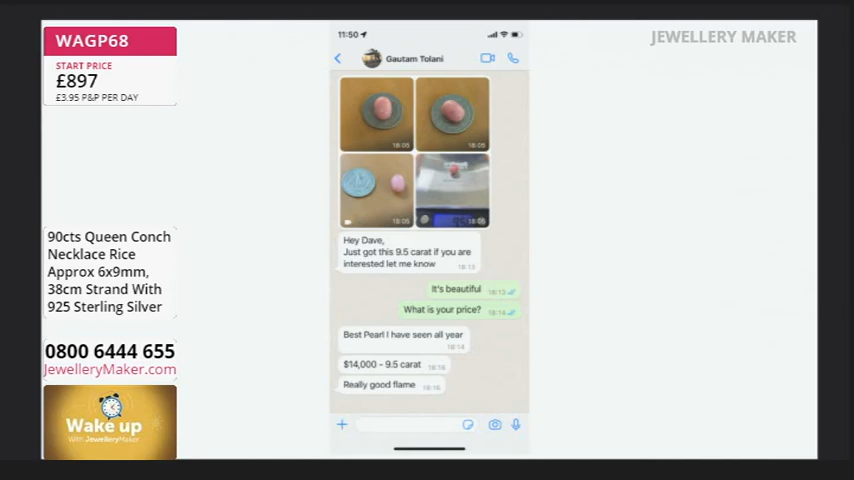 WAGP68
START PRICE
£897
£3.95 P&P PER DAY
90cts Queen Conch
Necklace Rice
Approx 6x9mm,
38cm Strand With
925 Sterling Silver
0800 6444 655
JewelleryMaker.com
Wake up
With JewelleryMaker
JEWELLERY MAKER
11:50
Gautam Tolani
18:05
18:05
18:05
18:05
Hey Dave,
Just got this 9.5 carat if you are
interested let me know
18:13
It's beautiful 18:13
What is your price? 18:14
Best Pearl I have seen all year
18:14
$14,000 - 9.5 carat 18:16
Really good flame 18:16